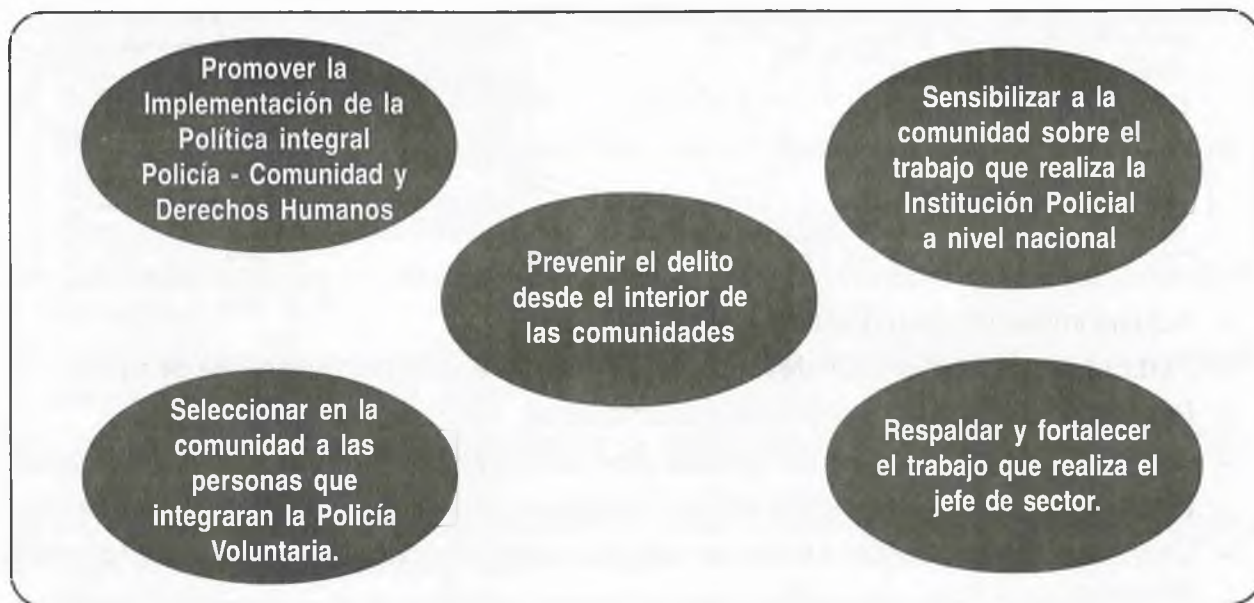 Promover la
Implementación de la
Política integral
Policía - Comunidad y
Derechos Humanos
Sensibilizar a la
comunidad sobre el
trabajo que realiza la
Institución Policial
a nivel nacional
Prevenir el delito
desde el interior de
las comunidades
Seleccionar en la
comunidad a las
personas que
integraran la Policía
Voluntaria.
Respaldar y fortalecer
el trabajo que realiza el
jefe de sector.